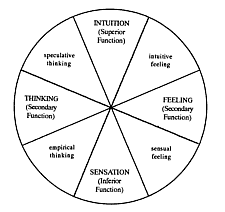 INTUITION
(Superior
Function)
speculative
thinking
intuitive
feeling
THINKING
(Secondary
Function)
FEELING
(Secondary
Function)
empirical
thinking
sensual
feeling
SENSATION
(Inferior
Function)